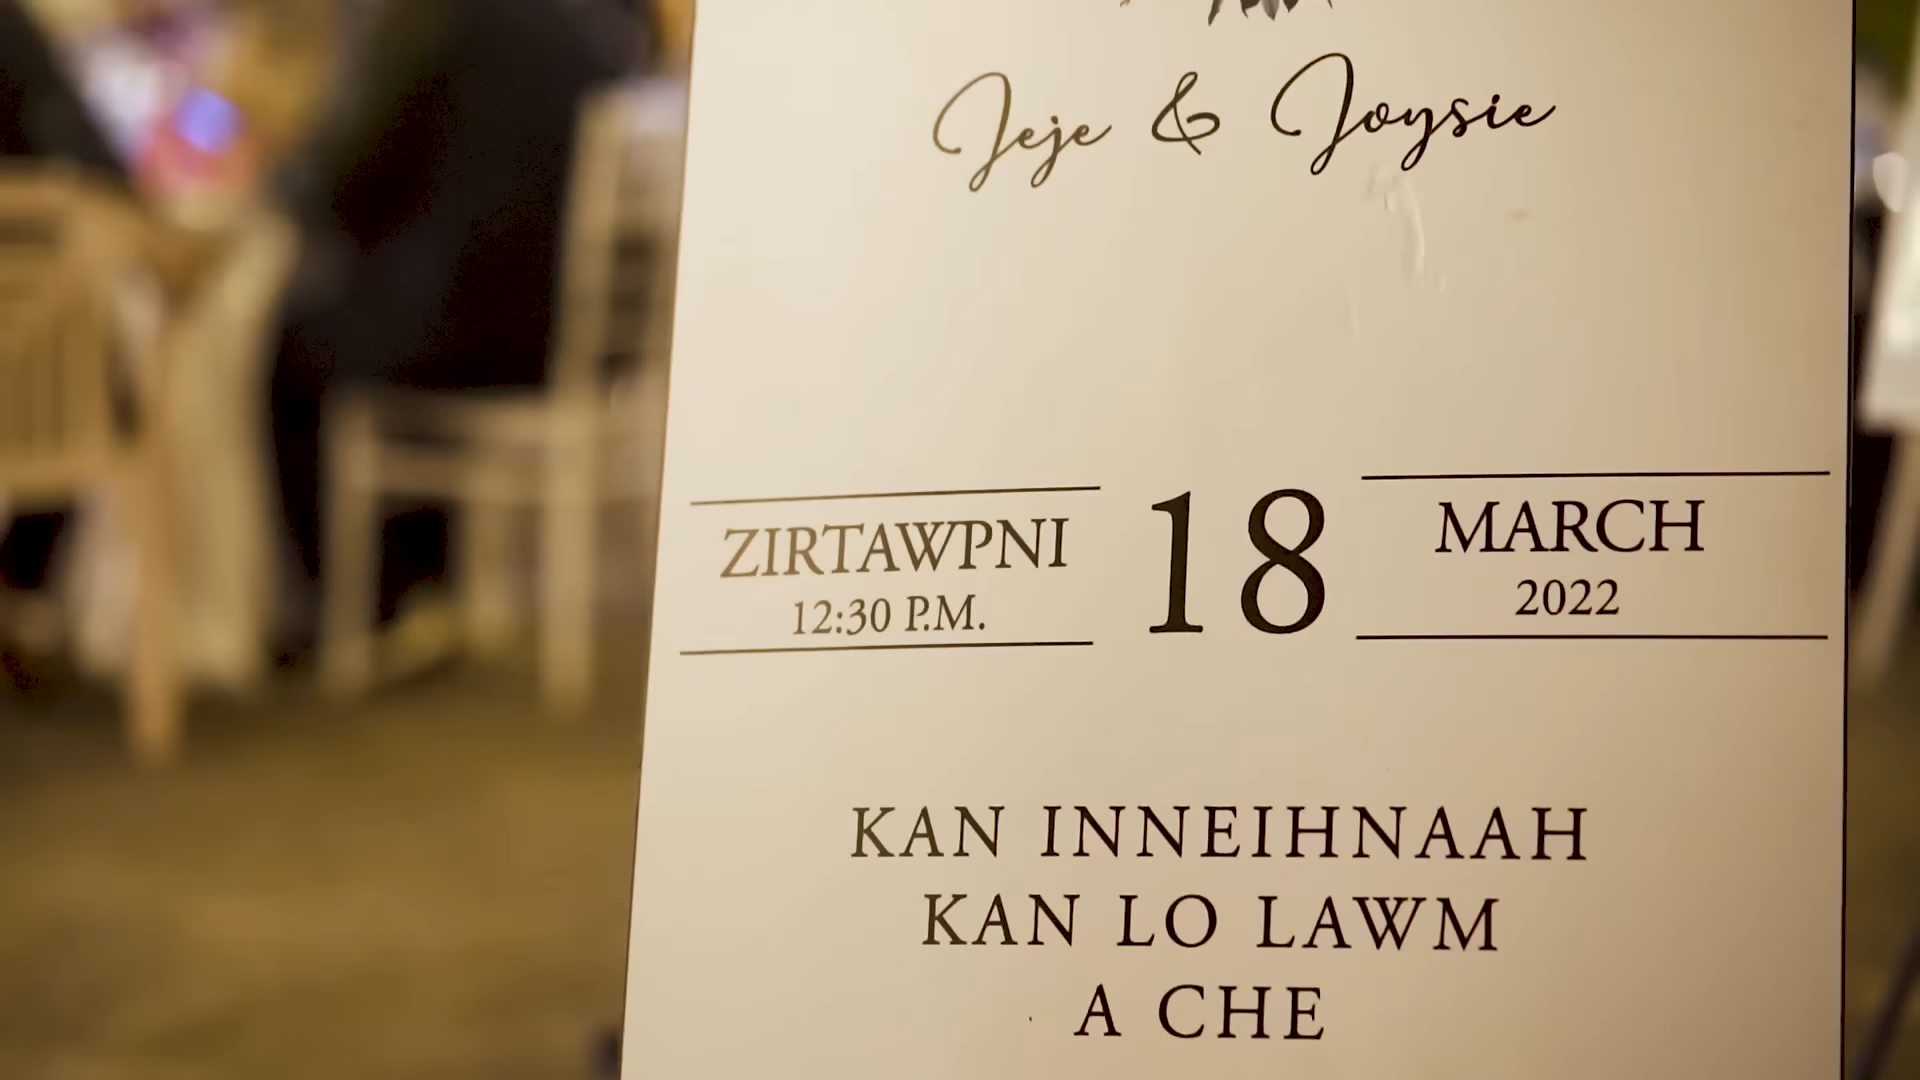 Jeje & Joysie
ZIRTAWPNI
12:30 P.M.
18
MARCH
2022
KAN INNEIHNAAH
KAN LO LAWM
A CHE